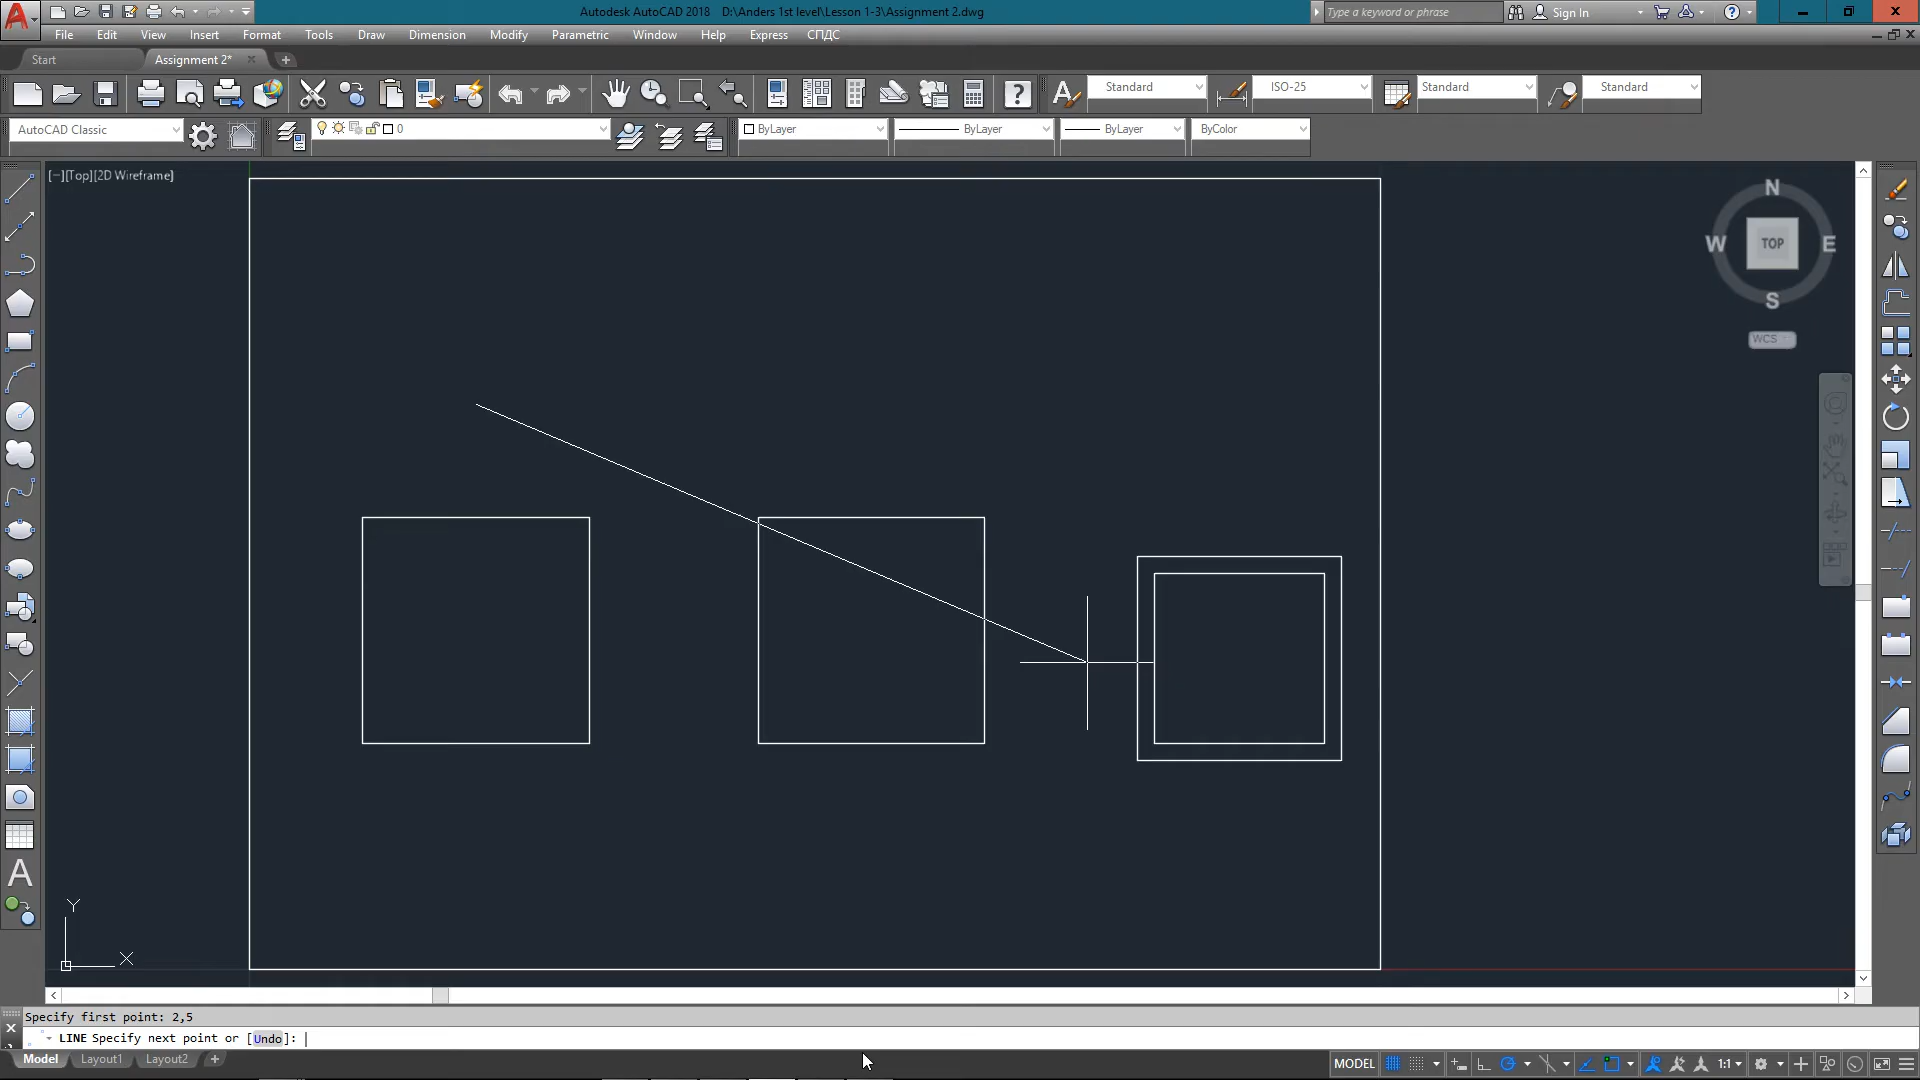 Autodesk AutoCAD 2018 D:\Anders 1st level\Lesson 1-3\Assignment 2.dwg
Type a keyword or phrase
Sign In
File Edit View Insert Format Tools Draw Dimension Modify Parametric Window Help Express СПДС
Start
Assignment 2*
Standard
ISO-25
Standard
Standard
AutoCAD Classic
0
ByLayer
ByLayer
ByLayer
ByColor
[−][Top][2D Wireframe]
N
W
TOP
E
S
WCS
Y
X
Specify first point: 2,5
LINE Specify next point or [Undo]:
Model Layout1 Layout2 +
MODEL
1:1